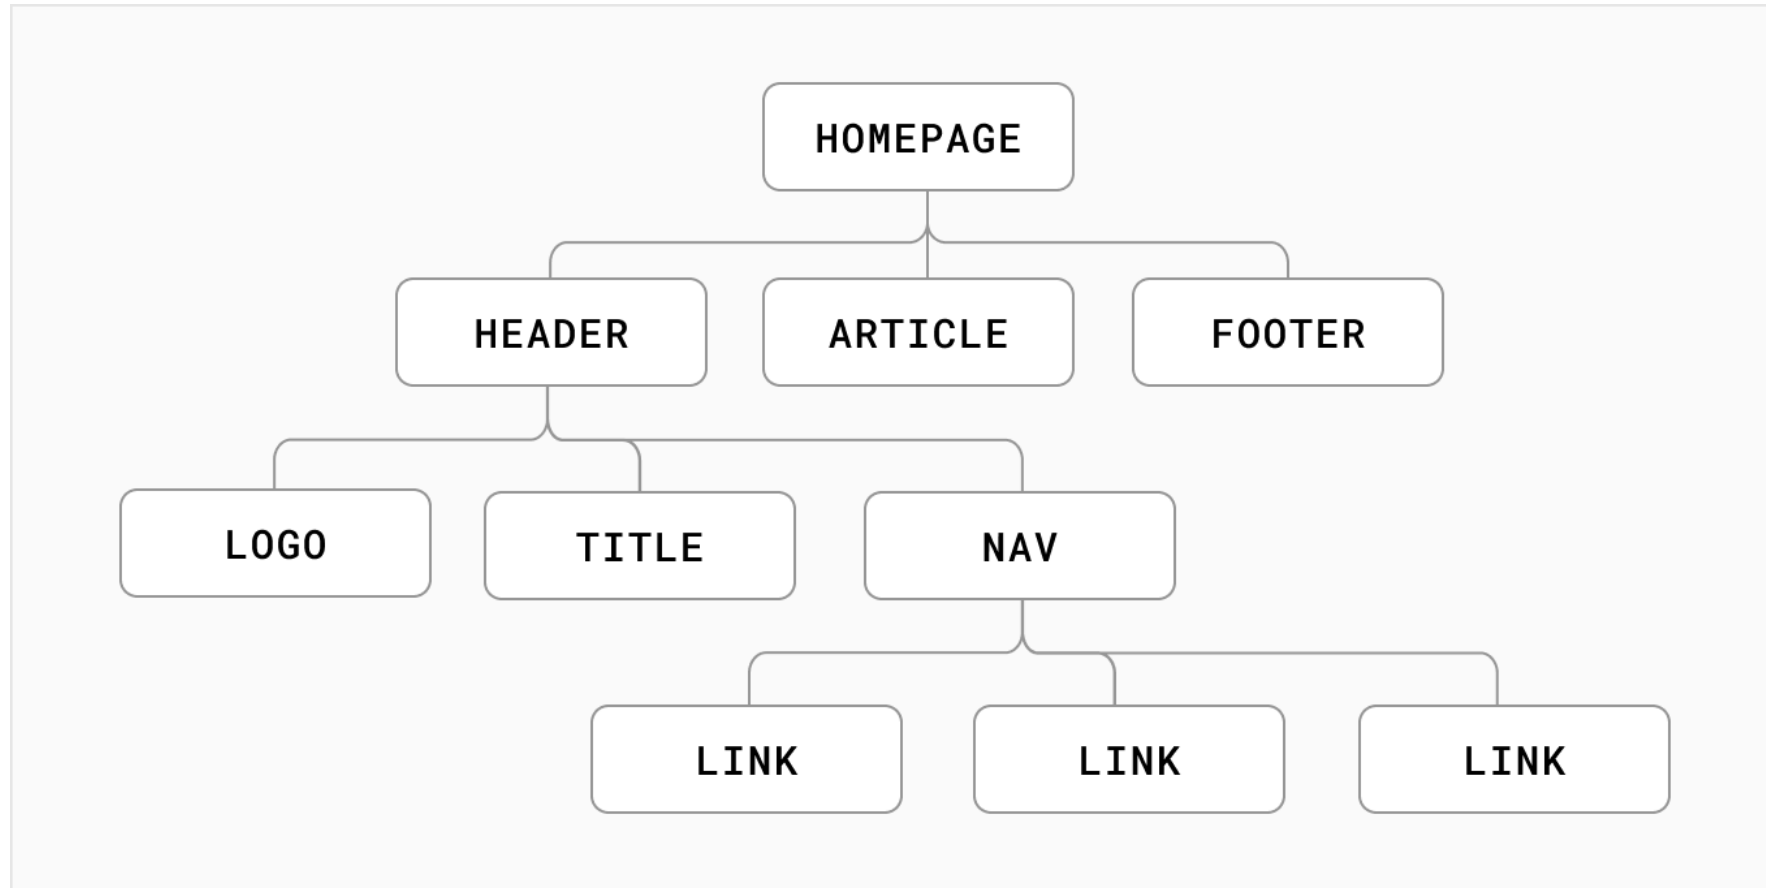 HOMEPAGE
HEADER
ARTICLE
FOOTER
LOGO
TITLE
NAV
LINK
LINK
LINK